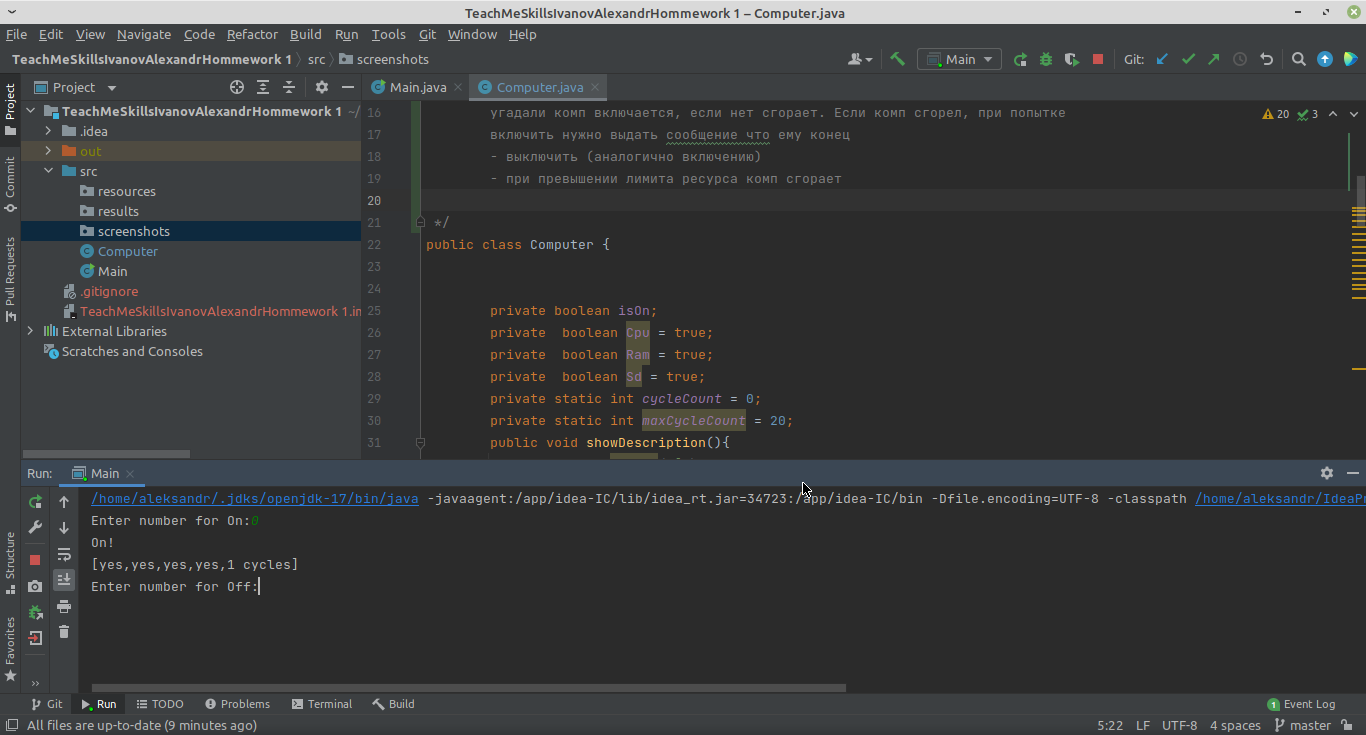 TeachMeSkillsIvanovAlexandrHommework 1 – Computer.java
File Edit View Navigate Code Refactor Build Run Tools Git Window Help
TeachMeSkillsIvanovAlexandrHommework 1 src screenshots Main Git:
Project Main.java Computer.java
Project
Commit
Pull Requests
TeachMeSkillsIvanovAlexandrHommework 1 ~/
.idea
out
src
resources
results
screenshots
Computer
Main
.gitignore
TeachMeSkillsIvanovAlexandrHommework 1.im
External Libraries
Scratches and Consoles
20 3
16 угадали комп включается, если нет сгорает. Если комп сгорел, при попытке
17 включить нужно выдать сообщение что ему конец
18 - выключить (аналогично включению)
19 - при превышении лимита ресурса комп сгорает
20
21 */
22 public class Computer {
23
24
25 private boolean isOn;
26 private  boolean Cpu = true;
27 private  boolean Ram = true;
28 private  boolean Sd = true;
29 private static int cycleCount = 0;
30 private static int maxCycleCount = 20;
31 public void showDescription(){
Run: Main
/home/aleksandr/.jdks/openjdk-17/bin/java -javaagent:/app/idea-IC/lib/idea_rt.jar=34723:/app/idea-IC/bin -Dfile.encoding=UTF-8 -classpath /home/aleksandr/IdeaPr
Enter number for On:0
On!
[yes,yes,yes,yes,1 cycles]
Enter number for Off:
Structure
Favorites
Git Run TODO Problems Terminal Build 1 Event Log
All files are up-to-date (9 minutes ago) 5:22 LF UTF-8 4 spaces master